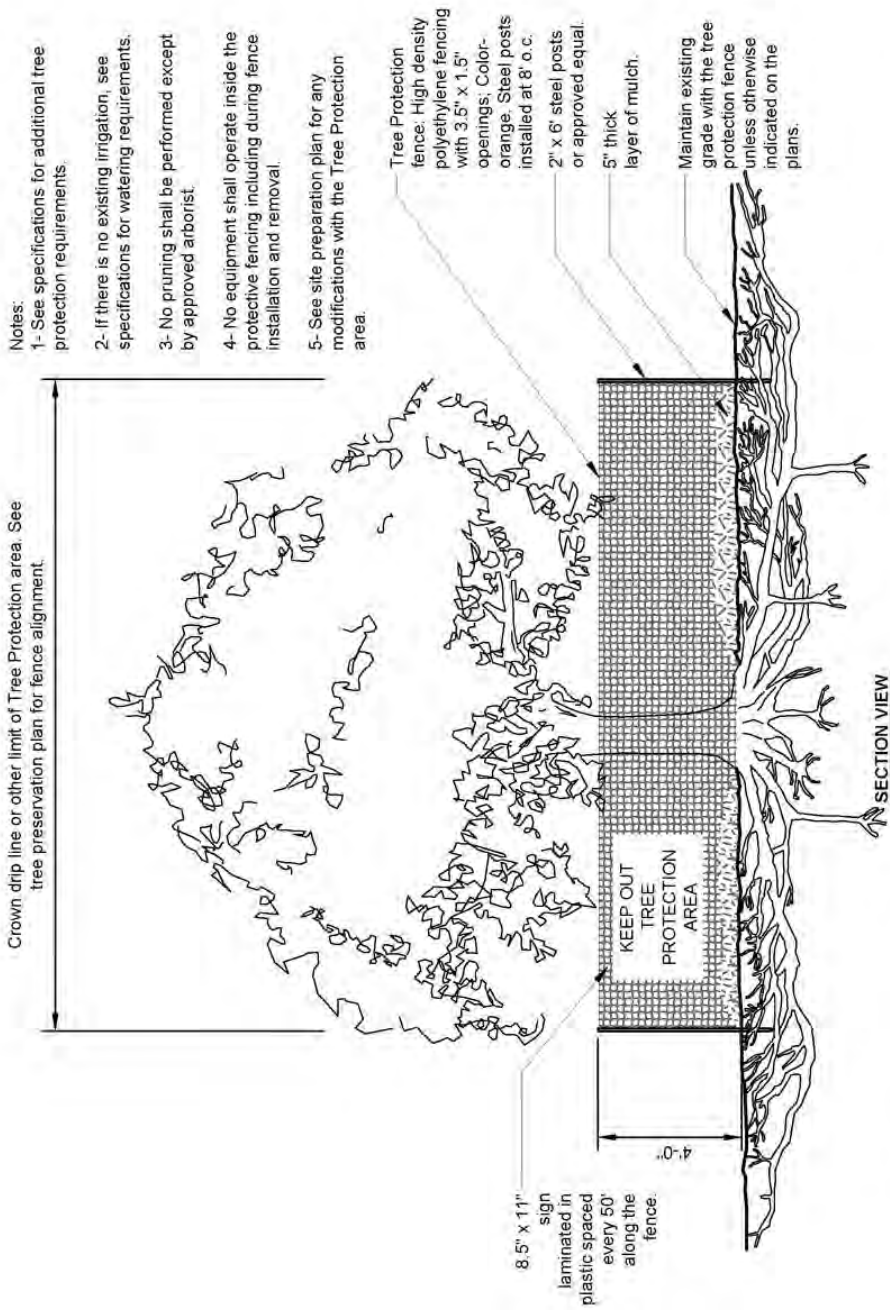 Crown drip line or other limit of Tree Protection area. See
tree preservation plan for fence alignment.
Notes:
1- See specifications for additional tree
protection requirements.
2- If there is no existing irrigation, see
specifications for watering requirements.
3- No pruning shall be performed except
by approved arborist.
4- No equipment shall operate inside the
protective fencing including during fence
installation and removal.
5- See site preparation plan for any
modifications with the Tree Protection
area.
Tree Protection
fence: High density
polyethylene fencing
with 3.5" x 1.5"
openings; Color-
orange. Steel posts
installed at 8' o.c.
2" x 6' steel posts
or approved equal.
5" thick
layer of mulch.
Maintain existing
grade with the tree
protection fence
unless otherwise
indicated on the
plans.
8.5" x 11"
sign
laminated in
plastic spaced
every 50'
along the
fence.
4'-0"
KEEP OUT
TREE
PROTECTION
AREA
SECTION VIEW